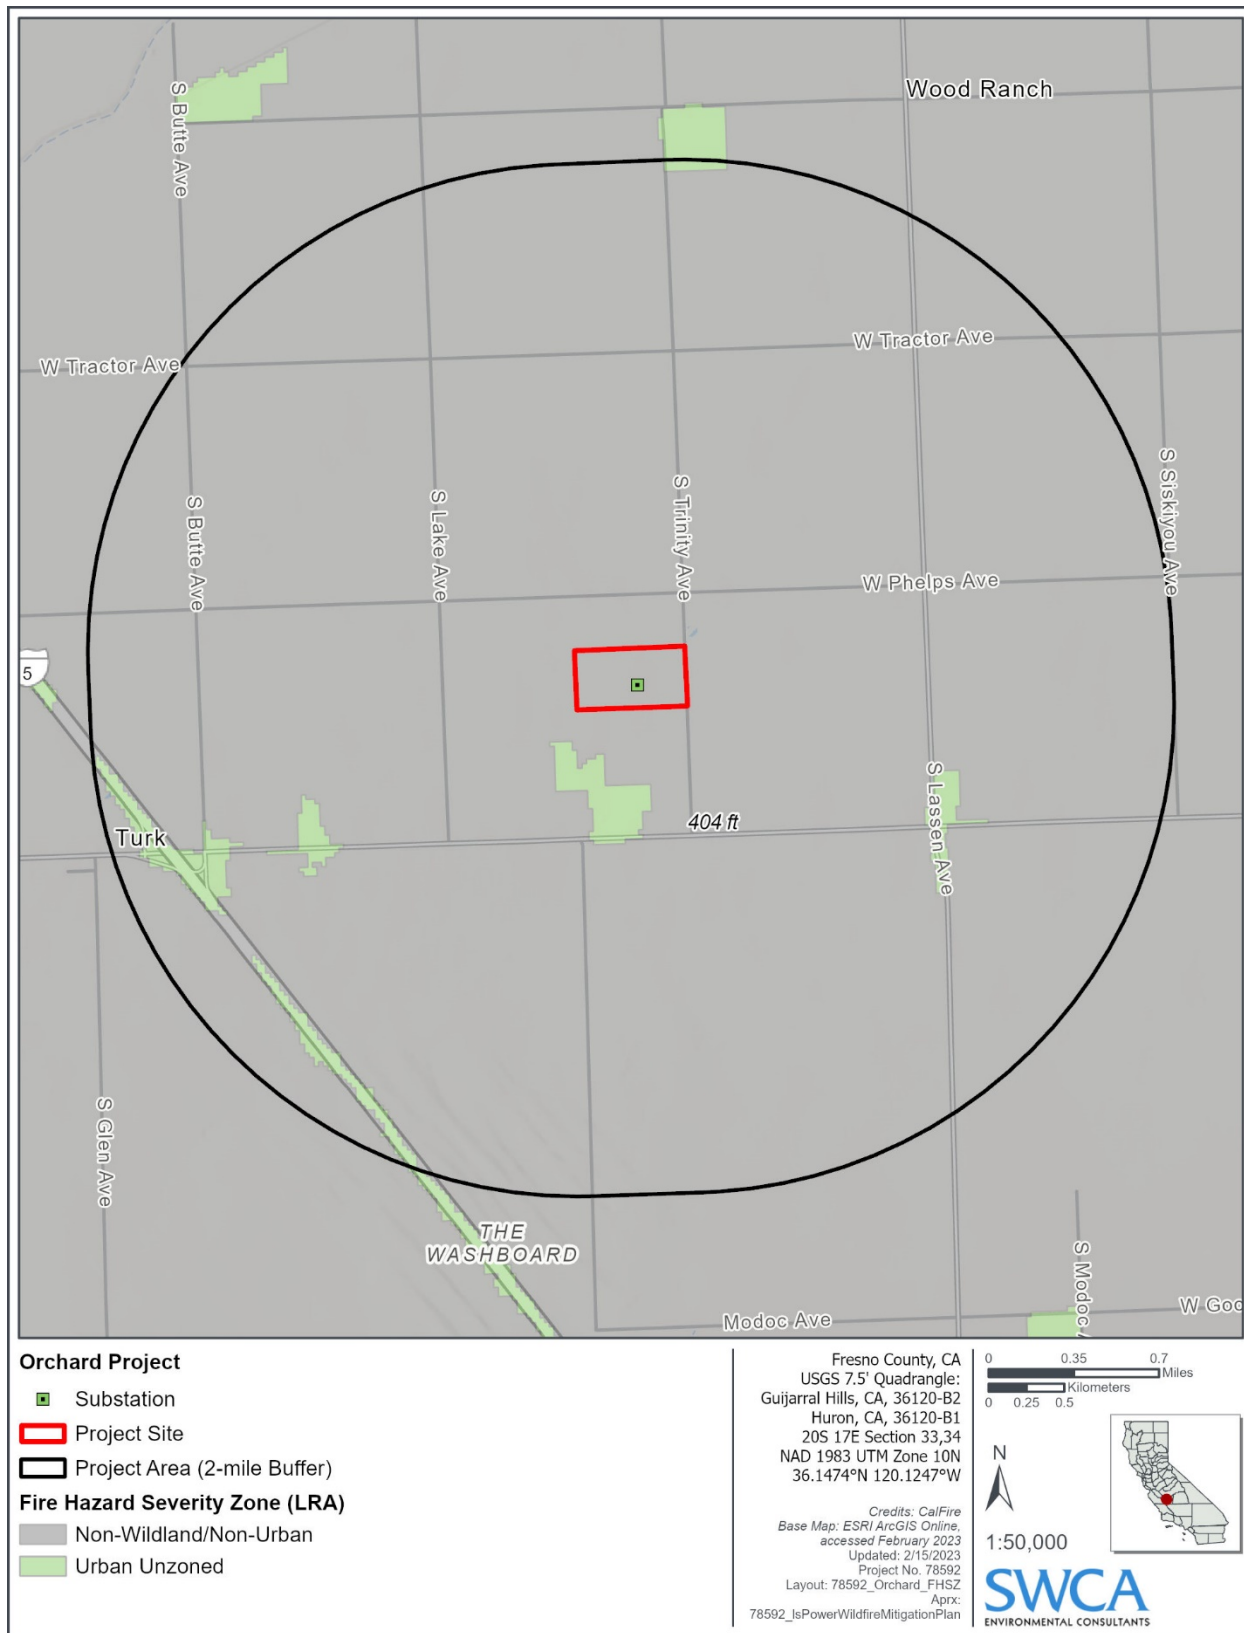 Wood Ranch
S Butte Ave
W Tractor Ave
W Tractor Ave
S Butte Ave
S Lake Ave
S Trinity Ave
S Siskiyou Ave
W Phelps Ave
5
Turk
404 ft
S Lassen Ave
S Glen Ave
THE
WASHBOARD
S Modoc A
Modoc Ave
W Goo
Orchard Project
Substation
Project Site
Project Area (2-mile Buffer)
Fire Hazard Severity Zone (LRA)
Non-Wildland/Non-Urban
Urban Unzoned
Fresno County, CA
USGS 7.5' Quadrangle:
Guijarral Hills, CA, 36120-B2
Huron, CA, 36120-B1
20S 17E Section 33,34
NAD 1983 UTM Zone 10N
36.1474°N 120.1247°W
Credits: CalFire
Base Map: ESRI ArcGIS Online,
accessed February 2023
Updated: 2/15/2023
Project No. 78592
Layout: 78592_Orchard_FHSZ
Aprx:
78592_IsPowerWildfireMitigationPlan
0 0.35 0.7
Miles
Kilometers
0 0.25 0.5
N
1:50,000
SWCA
ENVIRONMENTAL CONSULTANTS